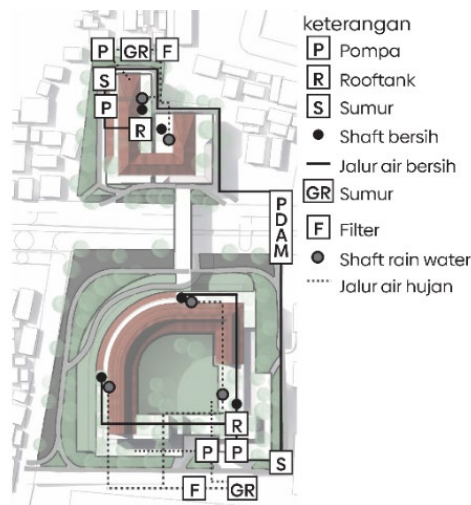 P GR F
S
P
R
PDAM
R
P P
S
F GR
keterangan
P Pompa
R Rooftank
S Sumur
Shaft bersih
Jalur air bersih
GR Sumur
F Filter
Shaft rain water
Jalur air hujan